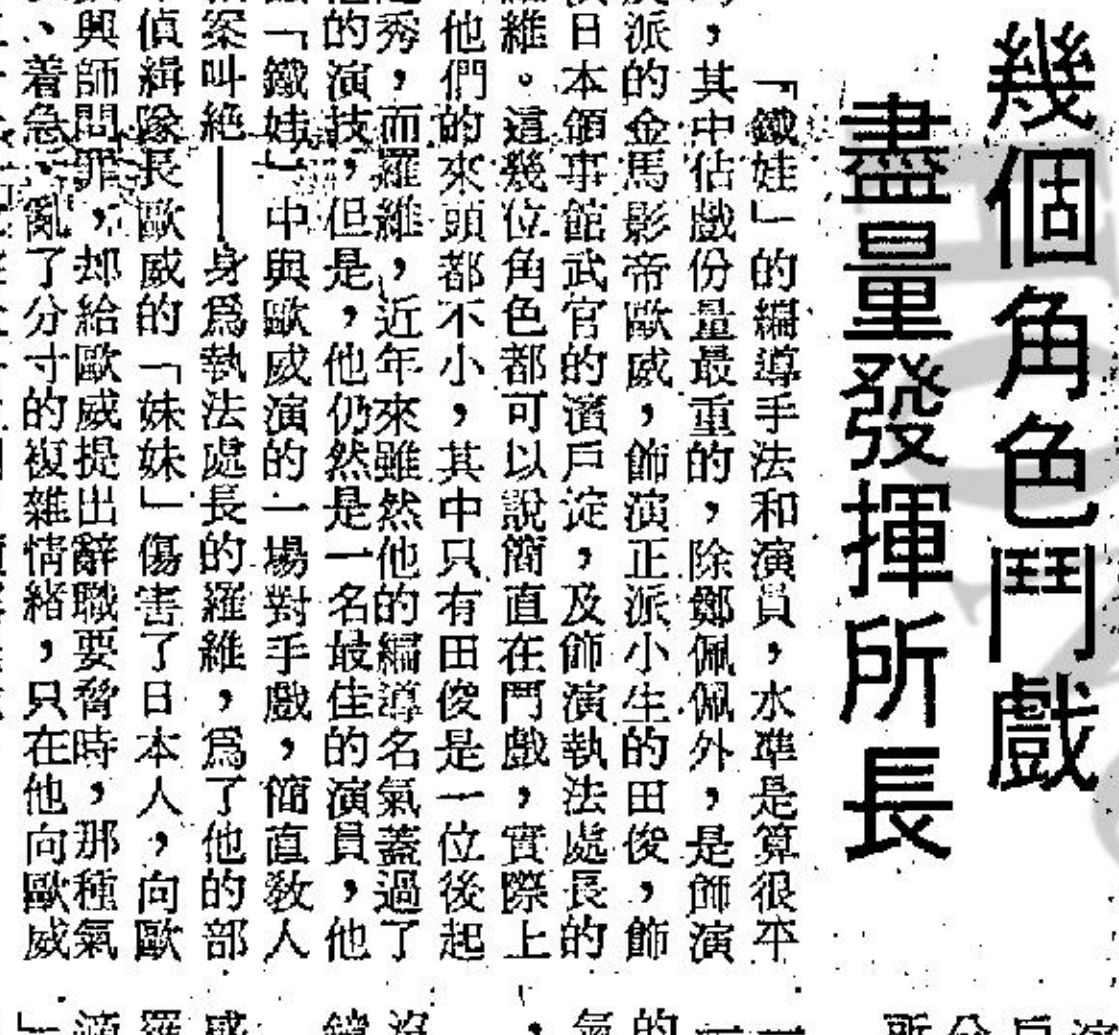 幾個角色鬥戲
盡量發揮所長
「鐵娃」的編導手法和演員，水準是算很平
，其中佔戲份量最重的，除鄭佩佩外，是飾演
派的金馬影帝歐威，飾演正派小生的田俊，飾
日本領事館武官的濱戶淀，及飾演執法處長的
維。這幾位角色都可以說簡直在鬥戲，實際上
他們的來頭都不小，其中只有田俊是一位後起
秀，而羅維，近年來雖然他的編導名氣蓋過了
的演技，但是，他仍然是一名最佳的演員，他
「鐵娃」中與歐威演的一場對手戲，簡直教人
案叫絕——身爲執法處長的羅維，爲了他的部
偵緝隊長歐威的「妹妹」傷害了日本人，向歐
興師問罪，却給歐威提出辭職要脅時，那種氣
、着急、亂了分寸的複雜情緒，只在他向歐威